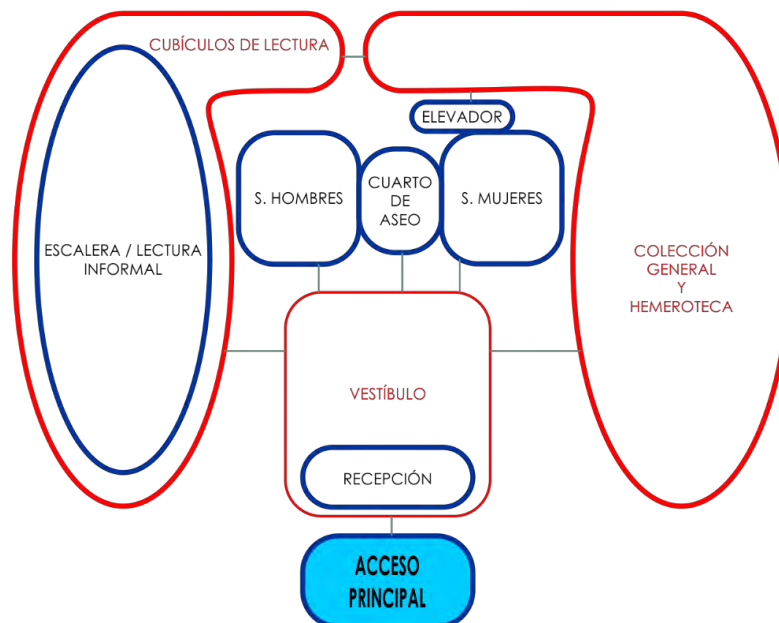 CUBÍCULOS DE LECTURA
ELEVADOR
S. HOMBRES
CUARTO
DE
ASEO
S. MUJERES
ESCALERA / LECTURA
INFORMAL
COLECCIÓN
GENERAL
Y
HEMEROTECA
VESTÍBULO
RECEPCIÓN
ACCESO
PRINCIPAL